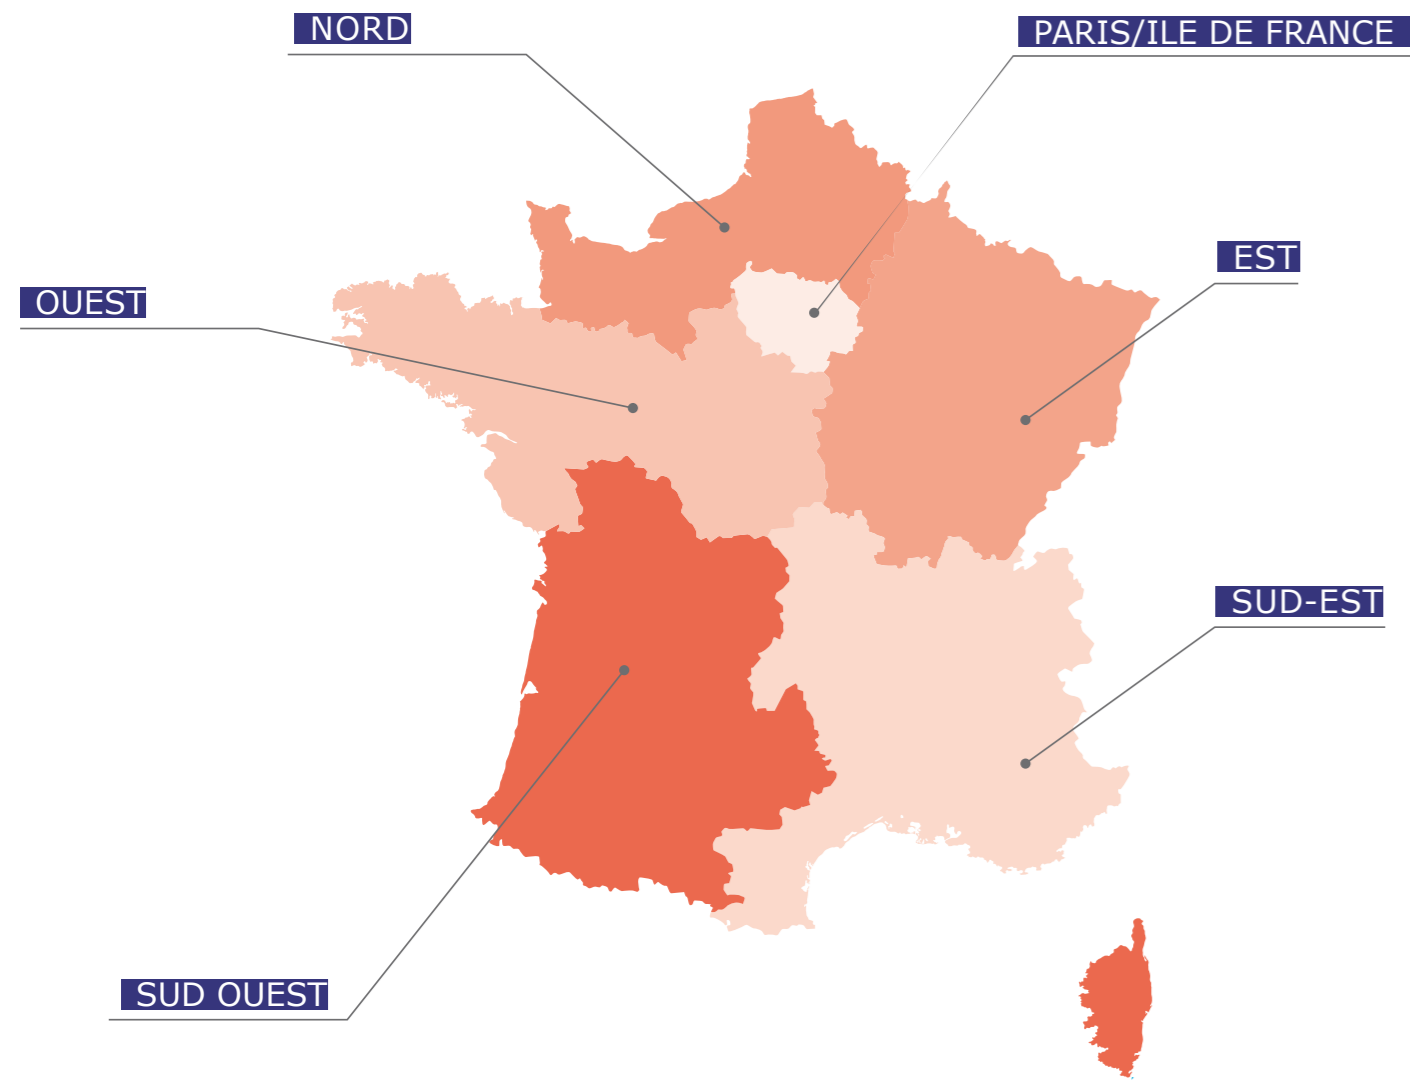 NORD
PARIS/ILE DE FRANCE
EST
OUEST
SUD-EST
SUD OUEST